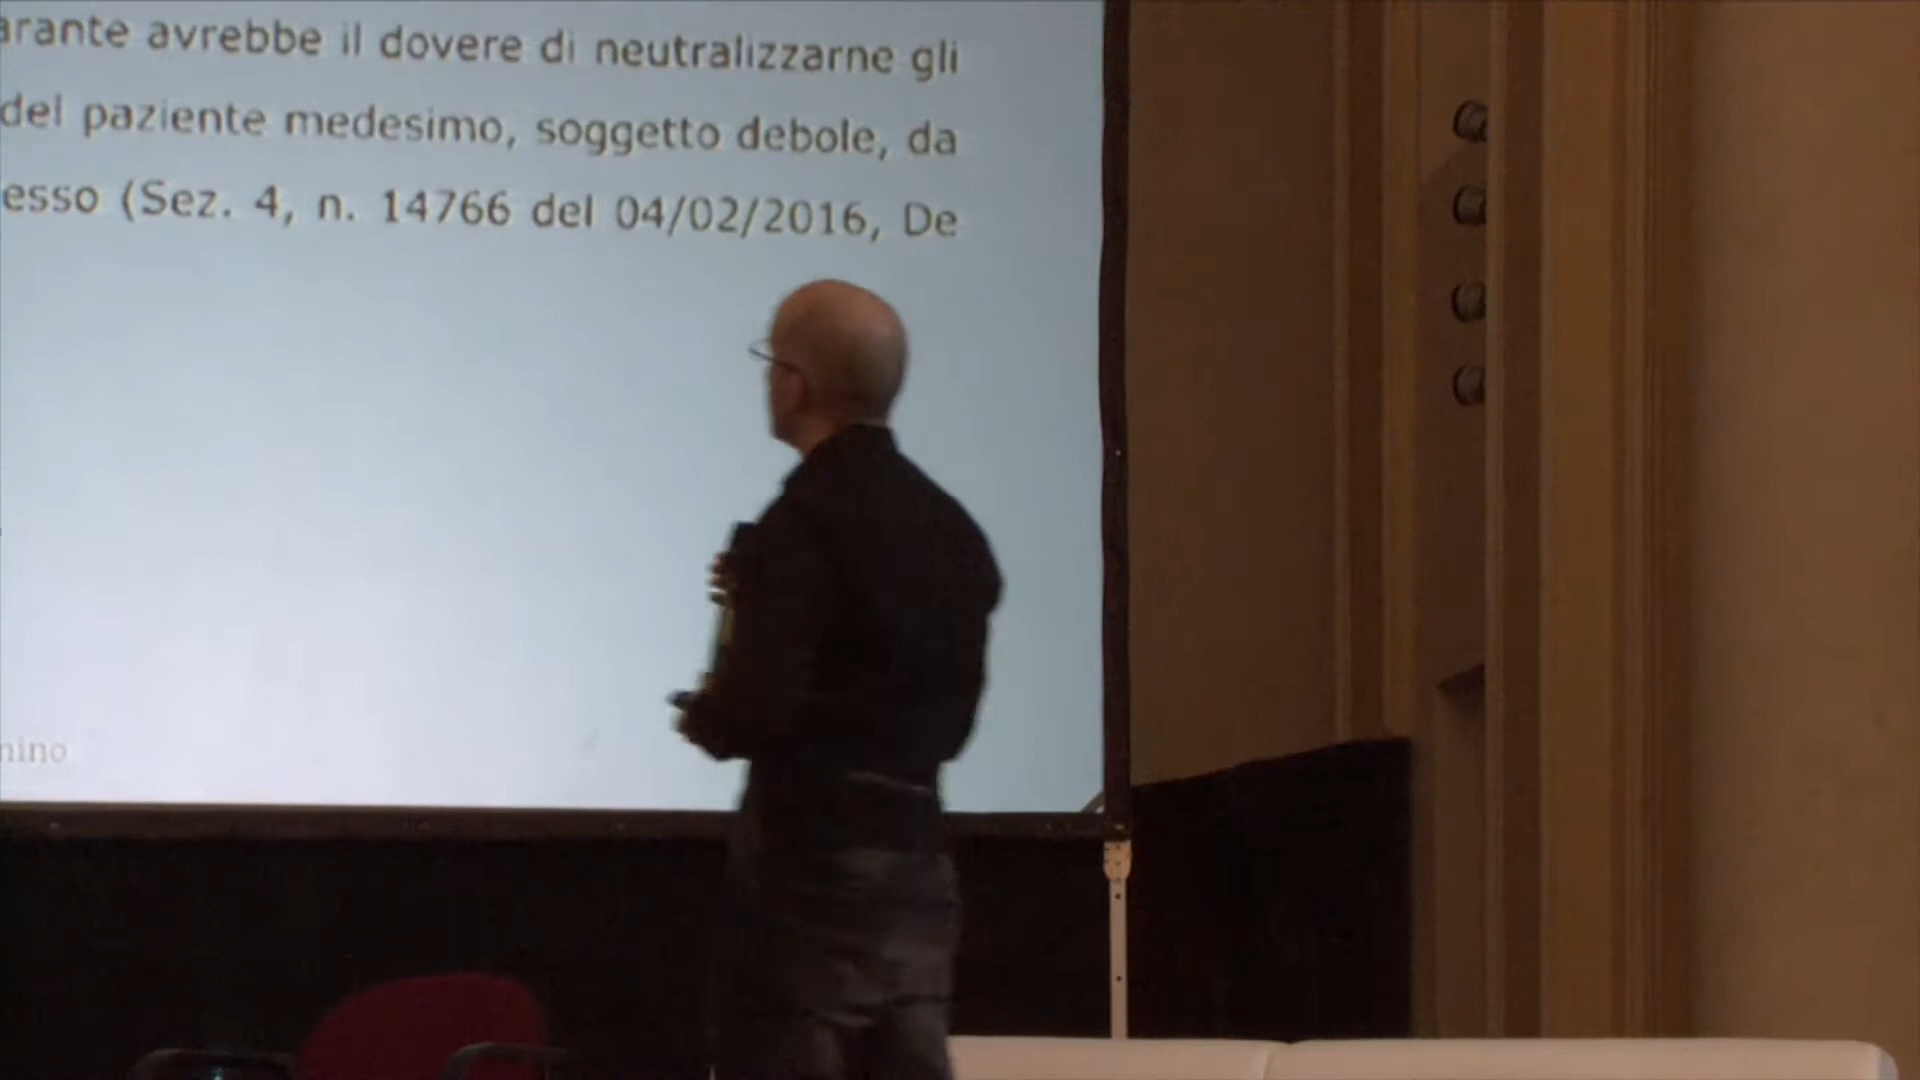 arante avrebbe il dovere di neutralizzarne gli
del paziente medesimo, soggetto debole, da
esso (Sez. 4, n. 14766 del 04/02/2016, De
nino